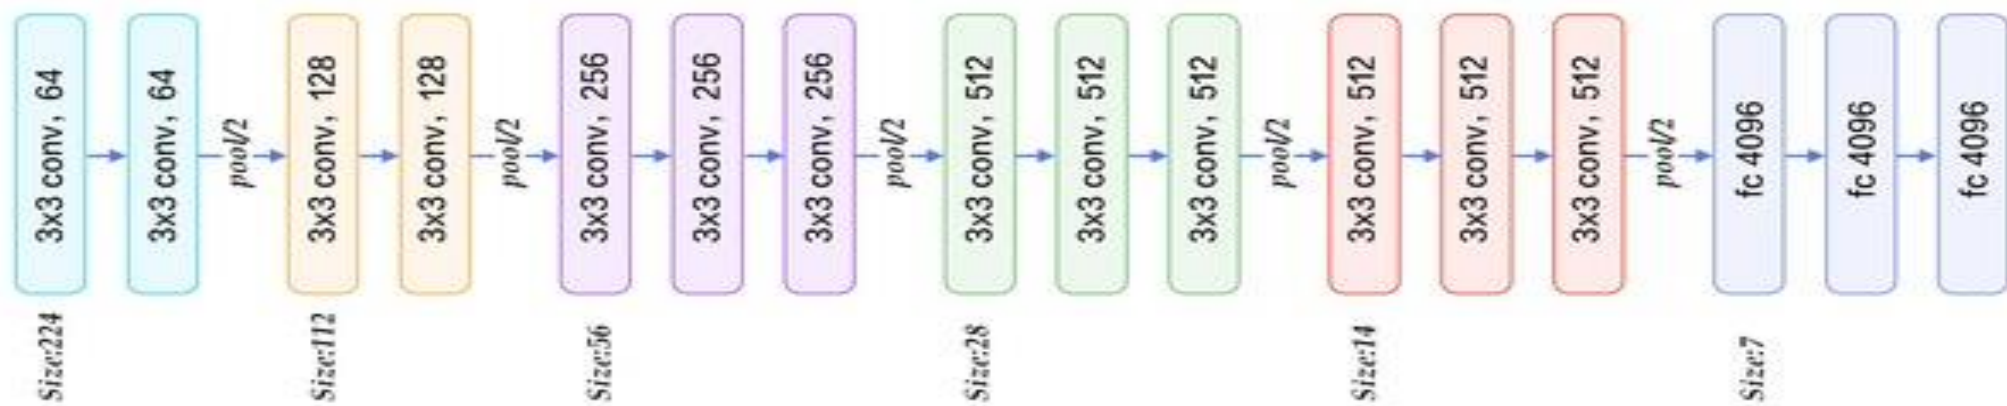 3x3 conv, 64
3x3 conv, 64
pool/2
3x3 conv, 128
3x3 conv, 128
pool/2
3x3 conv, 256
3x3 conv, 256
3x3 conv, 256
pool/2
3x3 conv, 512
3x3 conv, 512
3x3 conv, 512
pool/2
3x3 conv, 512
3x3 conv, 512
3x3 conv, 512
pool/2
fc 4096
fc 4096
fc 4096
Size:224
Size:112
Size:56
Size:28
Size:14
Size:7